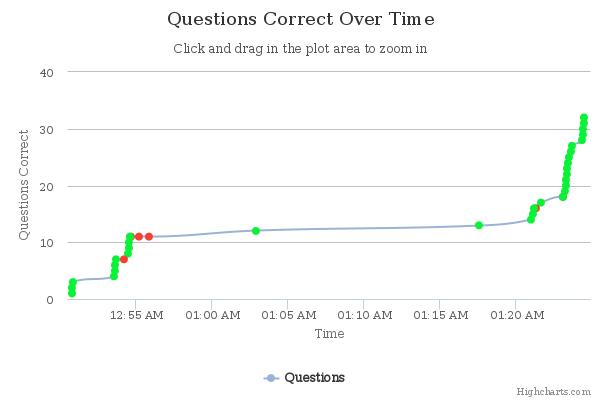 Questions Correct Over Time
Click and drag in the plot area to zoom in
Questions Correct
40
30
20
10
0
12:55 AM 01:00 AM 01:05 AM 01:10 AM 01:15 AM 01:20 AM
Time
Questions
Highcharts.com